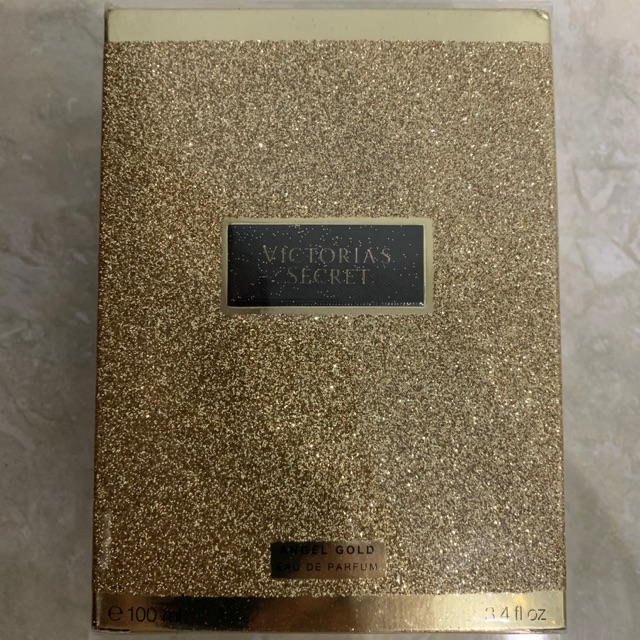 VICTORIA'S
SECRET
ANGEL GOLD
EAU DE PARFUM
℮ 100 3.4 fl oz